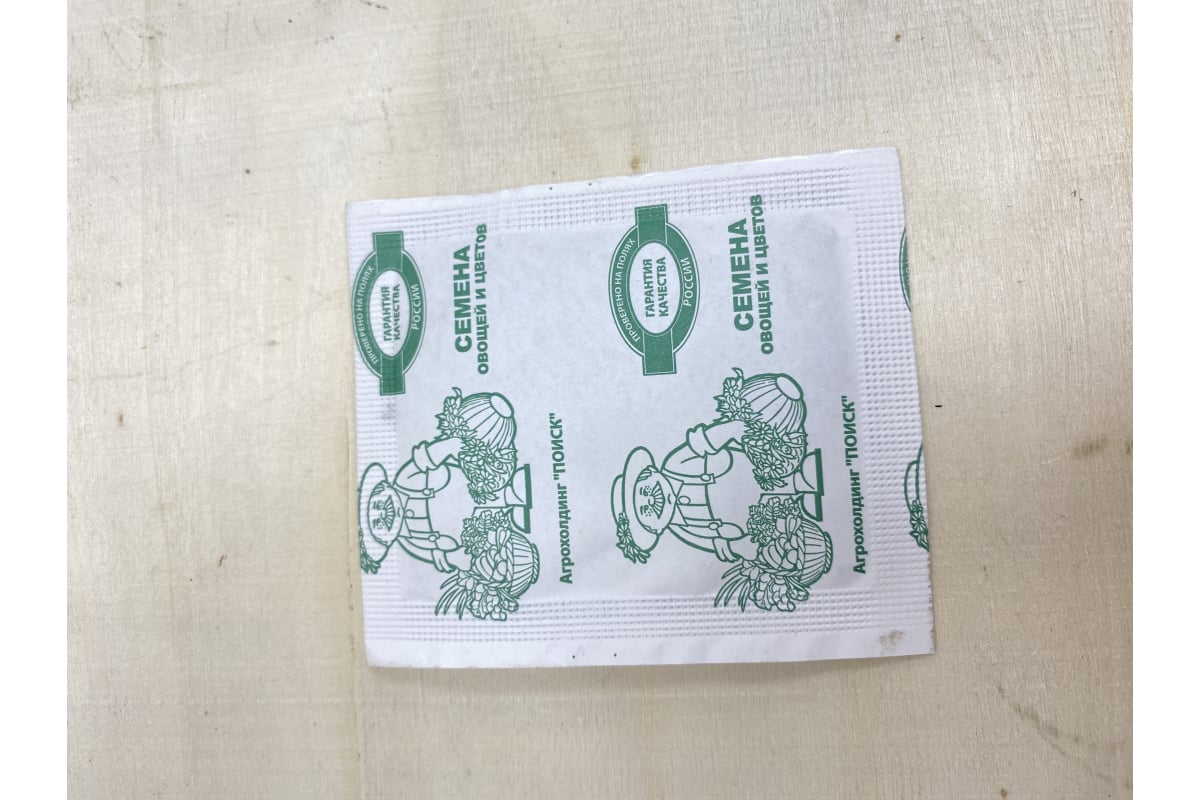 ПРОВЕРЕНО НА ПОЛЯХ
ГАРАНТИЯ
КАЧЕСТВА
РОССИИ
СЕМЕНА
ОВОЩЕЙ И ЦВЕТОВ
Агрохолдинг "ПОИСК"
ПРОВЕРЕНО НА ПОЛЯХ
ГАРАНТИЯ
КАЧЕСТВА
РОССИИ
СЕМЕНА
ОВОЩЕЙ И ЦВЕТОВ
Агрохолдинг "ПОИСК"